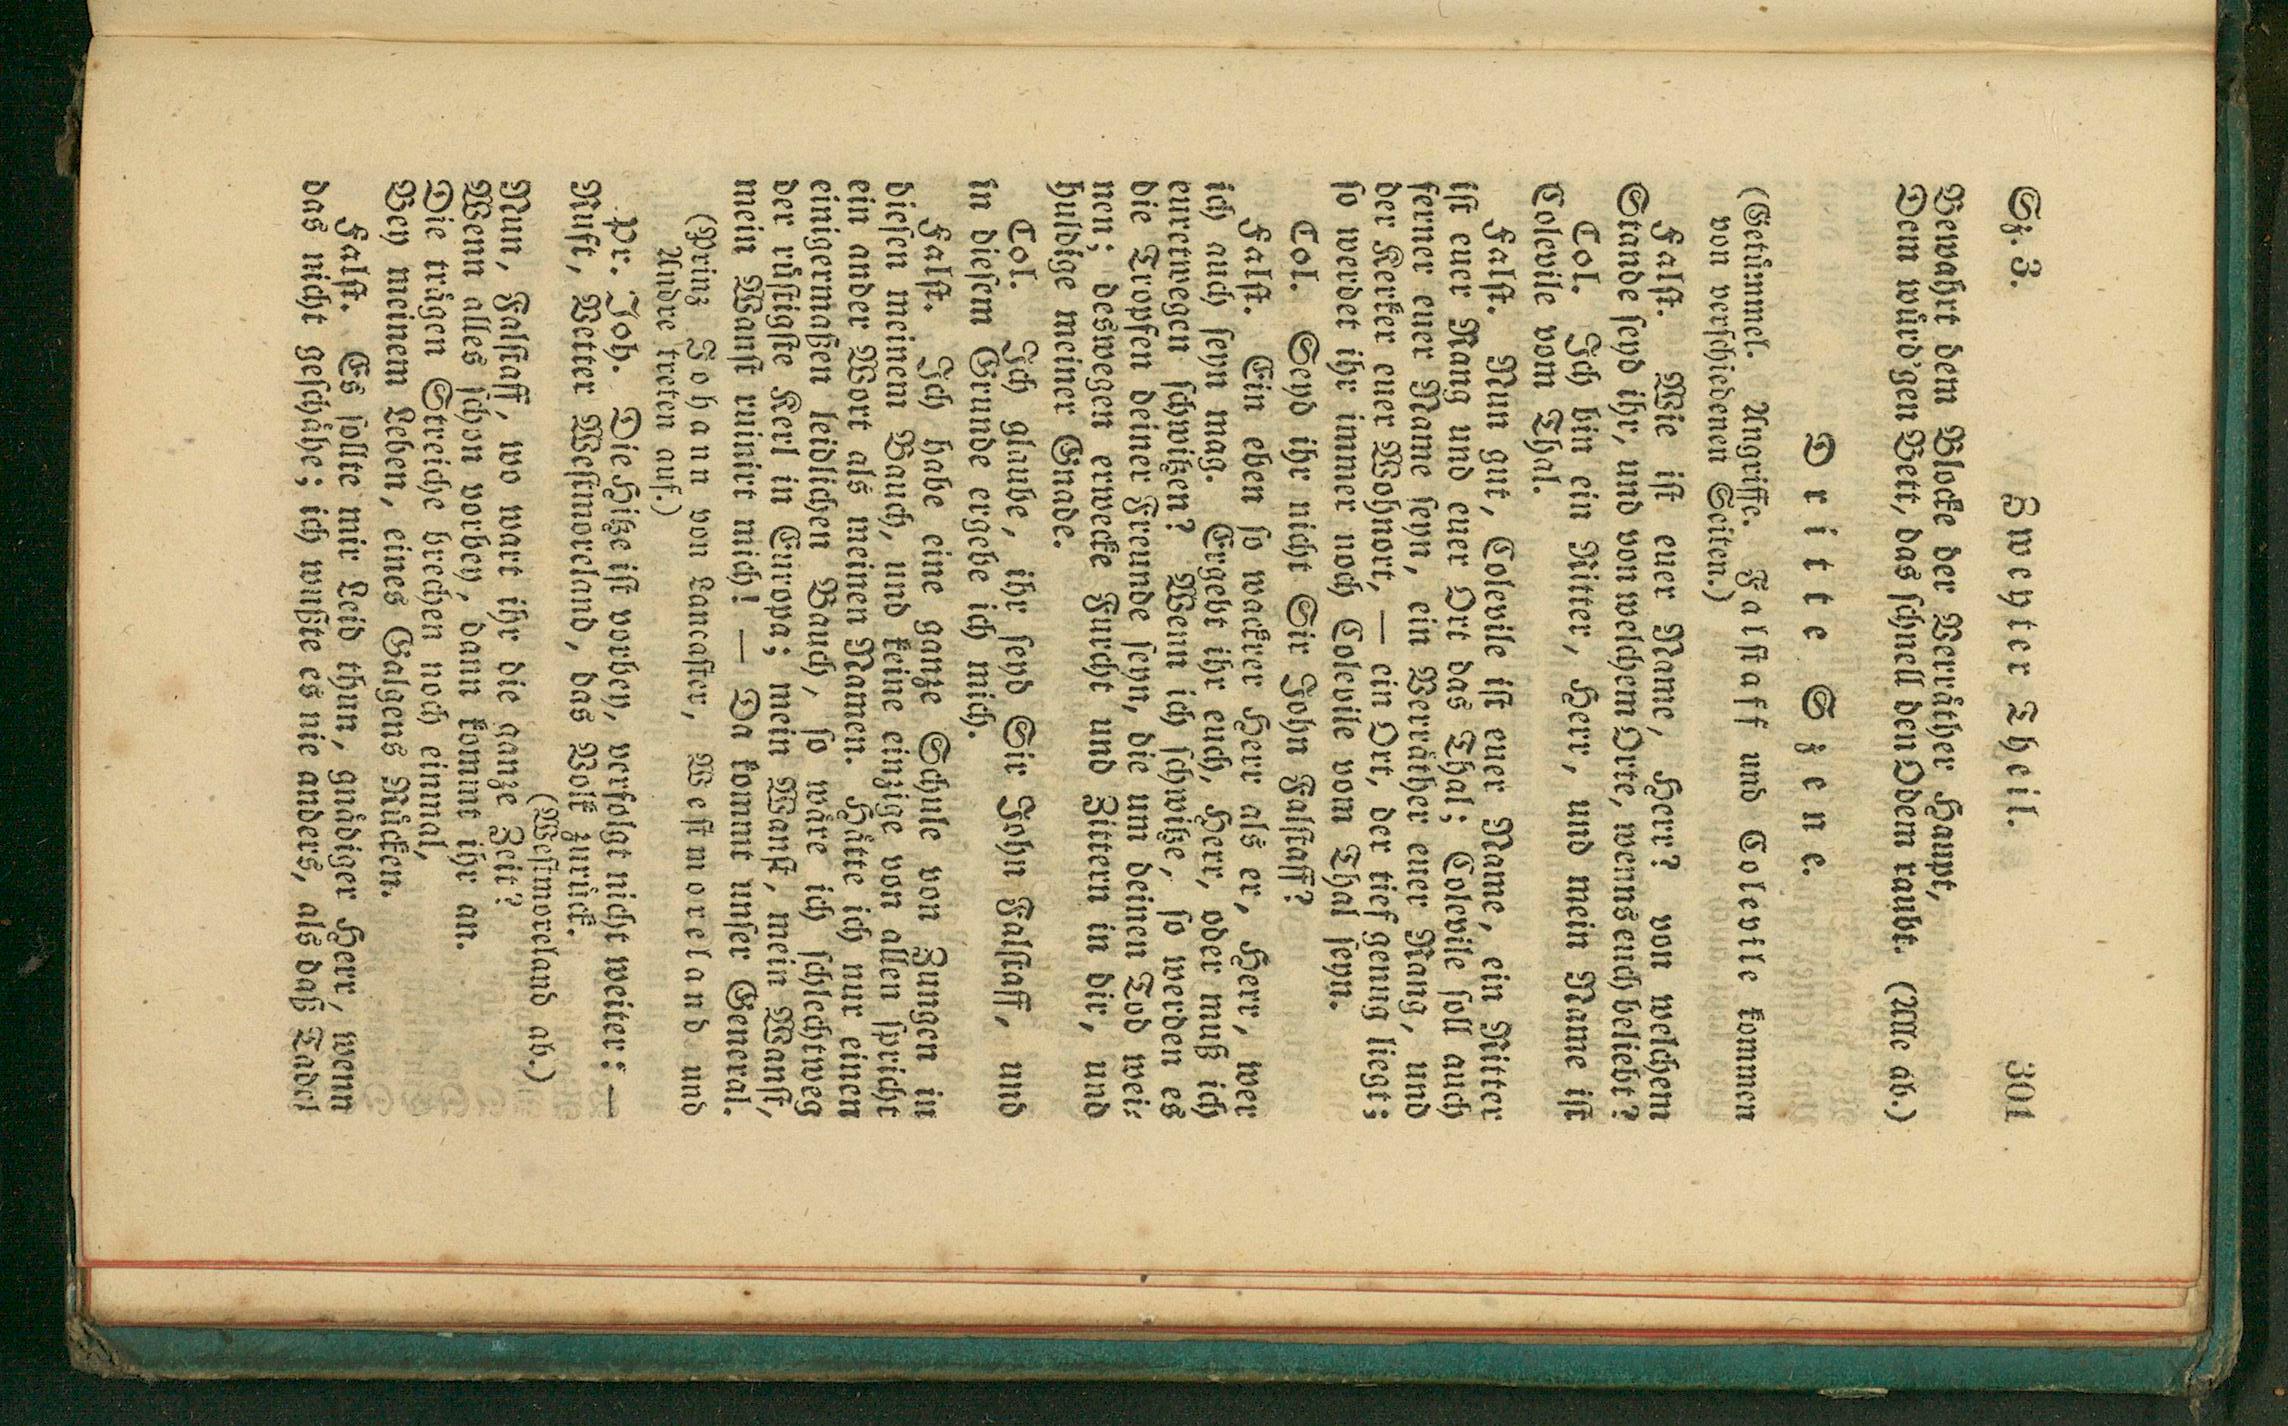 Sz. 3. Zweyter Theil. 301
Bewahrt dem Blocke der Verräther Haupt,
Dem würd'gen Bett, das schnell den Odem raubt. (Alle ab.)
Dritte Szene.
(Getümmel. Angriffe. Falstaff und Colevile kommen
von verschiedenen Seiten.)
Falst. Wie ist euer Name, Herr? von welchem
Stande seyd ihr, und von welchem Orte, wenns euch beliebt?
Col. Ich bin ein Ritter, Herr, und mein Name ist
Colevile vom Thal.
Falst. Nun gut, Colevile ist euer Name, ein Ritter
ist euer Rang und euer Ort das Thal; Colevile soll auch
ferner euer Name seyn, ein Verräther euer Rang, und
der Kerker euer Wohnort, — ein Ort, der tief genug liegt;
so werdet ihr immer noch Colevile vom Thal seyn.
Col. Seyd ihr nicht Sir John Falstaff?
Falst. Ein eben so wackrer Herr als er, Herr, wer
ich auch seyn mag. Ergebt ihr euch, Herr, oder muß ich
euretwegen schwitzen? Wenn ich schwitze, so werden es
die Tropfen deiner Freunde seyn, die um deinen Tod wei-
nen; deswegen erwecke Furcht und Zittern in dir, und
huldige meiner Gnade.
Col. Ich glaube, ihr seyd Sir John Falstaff, und
in diesem Grunde ergebe ich mich.
Falst. Ich habe eine ganze Schule von Zungen in
diesen meinem Bauch, und keine einzige von allen spricht
ein ander Wort als meinen Namen. Hätte ich nur einen
einigermaßen leidlichen Bauch, so wäre ich schlechtweg
der rüstigste Kerl in Europa; mein Wanst, mein Wanst,
mein Wanst ruinirt mich! — Da kommt unser General.
(Prinz Johann von Lancaster, Westmoreland und
Andre treten auf.)
Pr. Joh. Die Hitze ist vorbey, verfolgt nicht weiter: —
Ruft, Vetter Westmoreland, das Volk zurück.
(Westmoreland ab.)
Nun, Falstaff, wo wart ihr die ganze Zeit?
Wenn alles schon vorbey, dann kommt ihr an.
Die trägen Streiche brechen noch einmal,
Bey meinem Leben, eines Galgens Rücken.
Falst. Es sollte mir Leid thun, gnädiger Herr, wenn
das nicht geschähe; ich wußte es nie anders, als daß Tadel